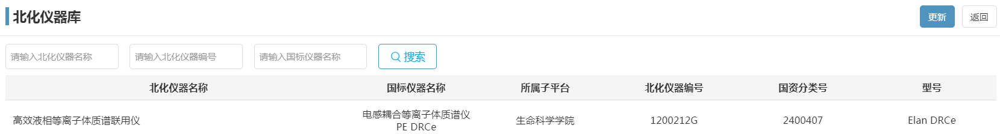 北化仪器库
更新
返回
请输入北化仪器名称
请输入北化仪器编号
请输入国标仪器名称
搜索
北化仪器名称 国标仪器名称 所属子平台 北化仪器编号 国资分类号 型号
高效液相等离子体质谱联用仪 电感耦合等离子体质谱仪 生命科学学院 1200212G 2400407 Elan DRCe
PE DRCe